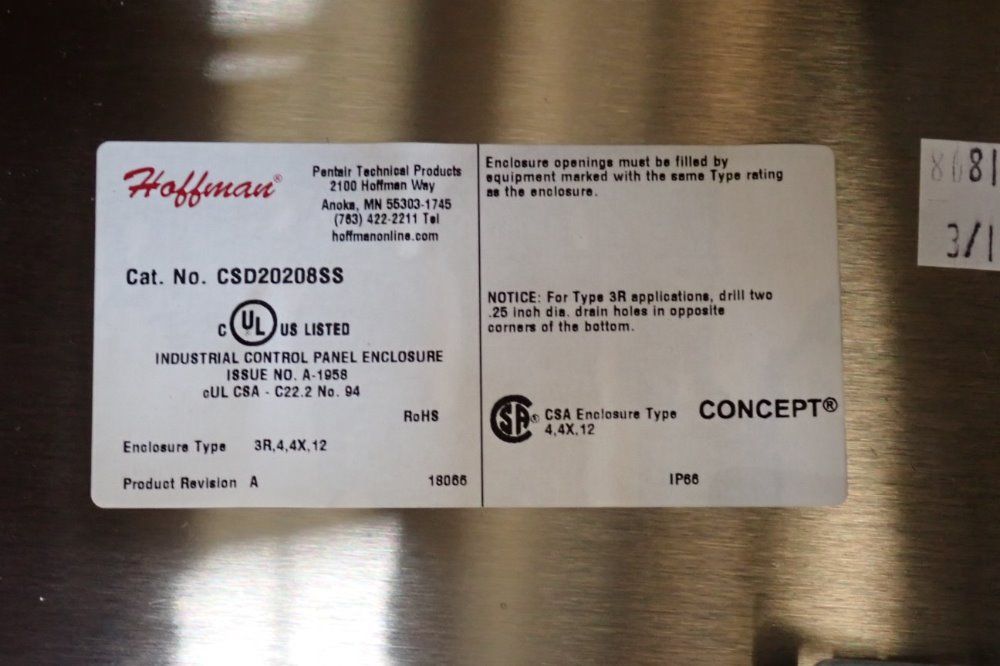 Hoffman®
Pentair Technical Products
2100 Hoffman Way
Anoka, MN 55303-1745
(763) 422-2211 Tel
hoffmanonline.com
Cat. No. CSD20208SS
C UL US LISTED
INDUSTRIAL CONTROL PANEL ENCLOSURE
ISSUE NO. A-1958
cUL CSA - C22.2 No. 94
RoHS
Enclosure Type 3R,4,4X,12
Product Revision A
18066
Enclosure openings must be filled by
equipment marked with the same Type rating
as the enclosure.
NOTICE: For Type 3R applications, drill two
.25 inch dia. drain holes in opposite
corners of the bottom.
SA® CSA Enclosure Type
4,4X,12
CONCEPT®
IP66
3/1